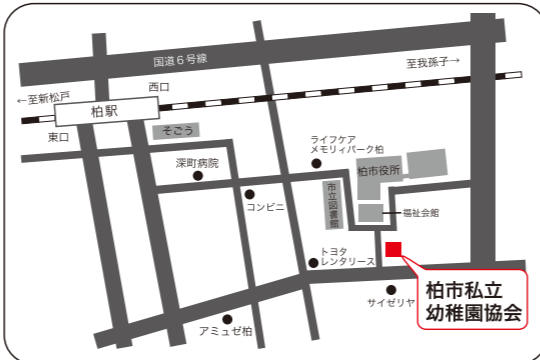 国道6号線
至我孫子→
←至新松戸
西口
柏駅
東口
そごう
深町病院
ライフケア
メモリィパーク柏
柏市役所
市立図書館
コンビニ
福祉会館
トヨタ
レンタリース
サイゼリヤ
アミュゼ柏
柏市私立
幼稚園協会